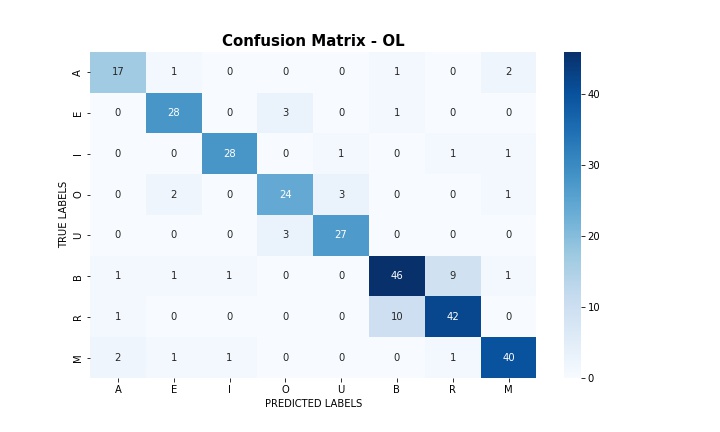 Confusion Matrix - OL
A 17 1 0 0 0 1 0 2
E 0 28 0 3 0 1 0 0
I 0 0 28 0 1 0 1 1
O 0 2 0 24 3 0 0 1
U 0 0 0 3 27 0 0 0
B 1 1 1 0 0 46 9 1
R 1 0 0 0 0 10 42 0
M 2 1 1 0 0 0 1 40
A E I O U B R M
PREDICTED LABELS
TRUE LABELS
40
30
20
10
0